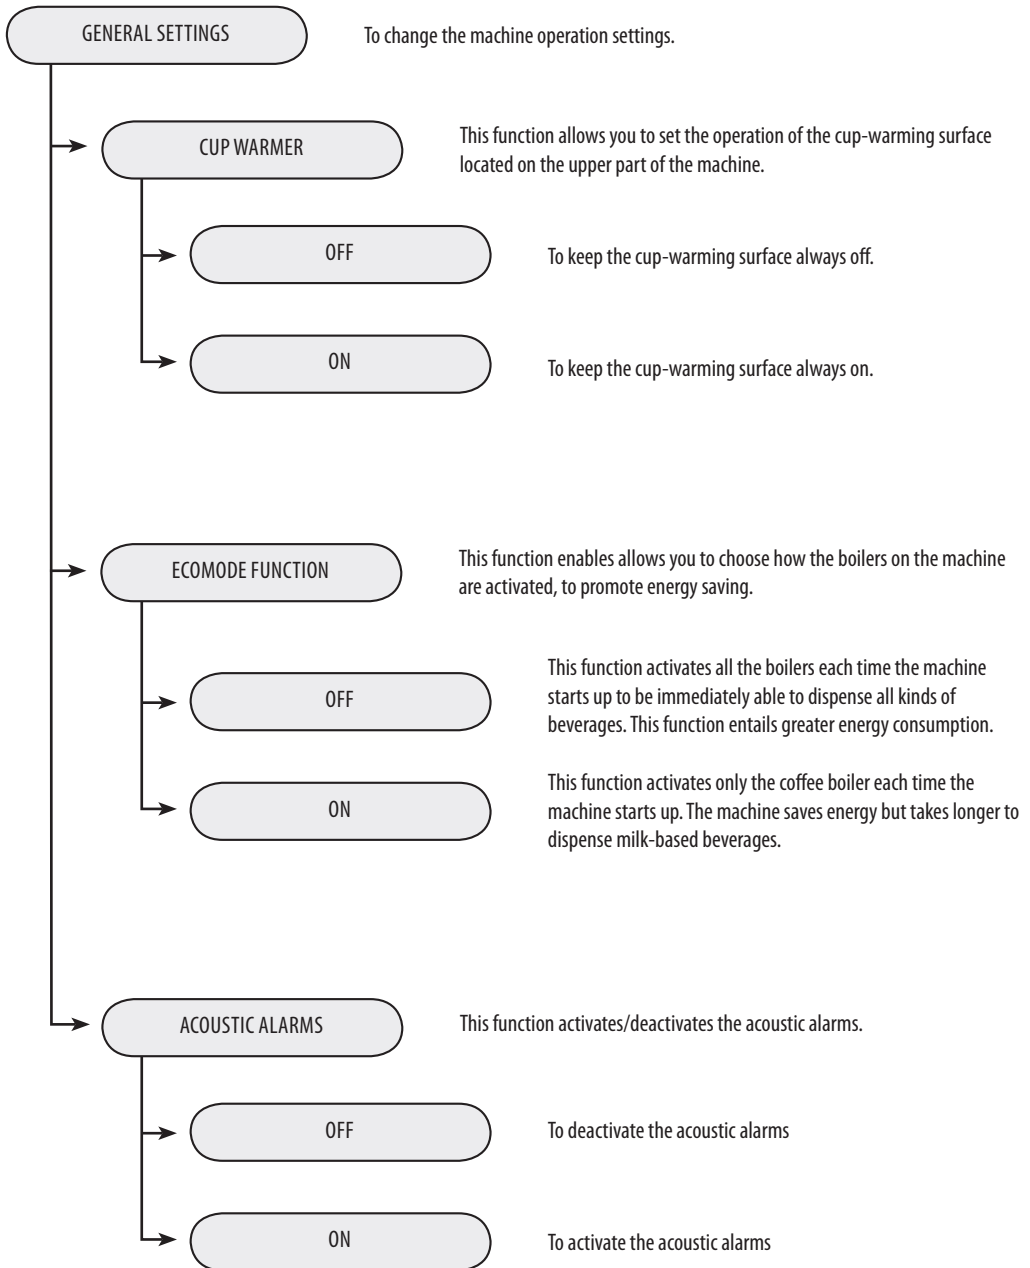 GENERAL SETTINGS
To change the machine operation settings.
CUP WARMER
This function allows you to set the operation of the cup-warming surface
located on the upper part of the machine.
OFF
To keep the cup-warming surface always off.
ON
To keep the cup-warming surface always on.
ECOMODE FUNCTION
This function enables allows you to choose how the boilers on the machine
are activated, to promote energy saving.
OFF
This function activates all the boilers each time the machine
starts up to be immediately able to dispense all kinds of
beverages. This function entails greater energy consumption.
ON
This function activates only the coffee boiler each time the
machine starts up. The machine saves energy but takes longer to
dispense milk-based beverages.
ACOUSTIC ALARMS
This function activates/deactivates the acoustic alarms.
OFF
To deactivate the acoustic alarms
ON
To activate the acoustic alarms